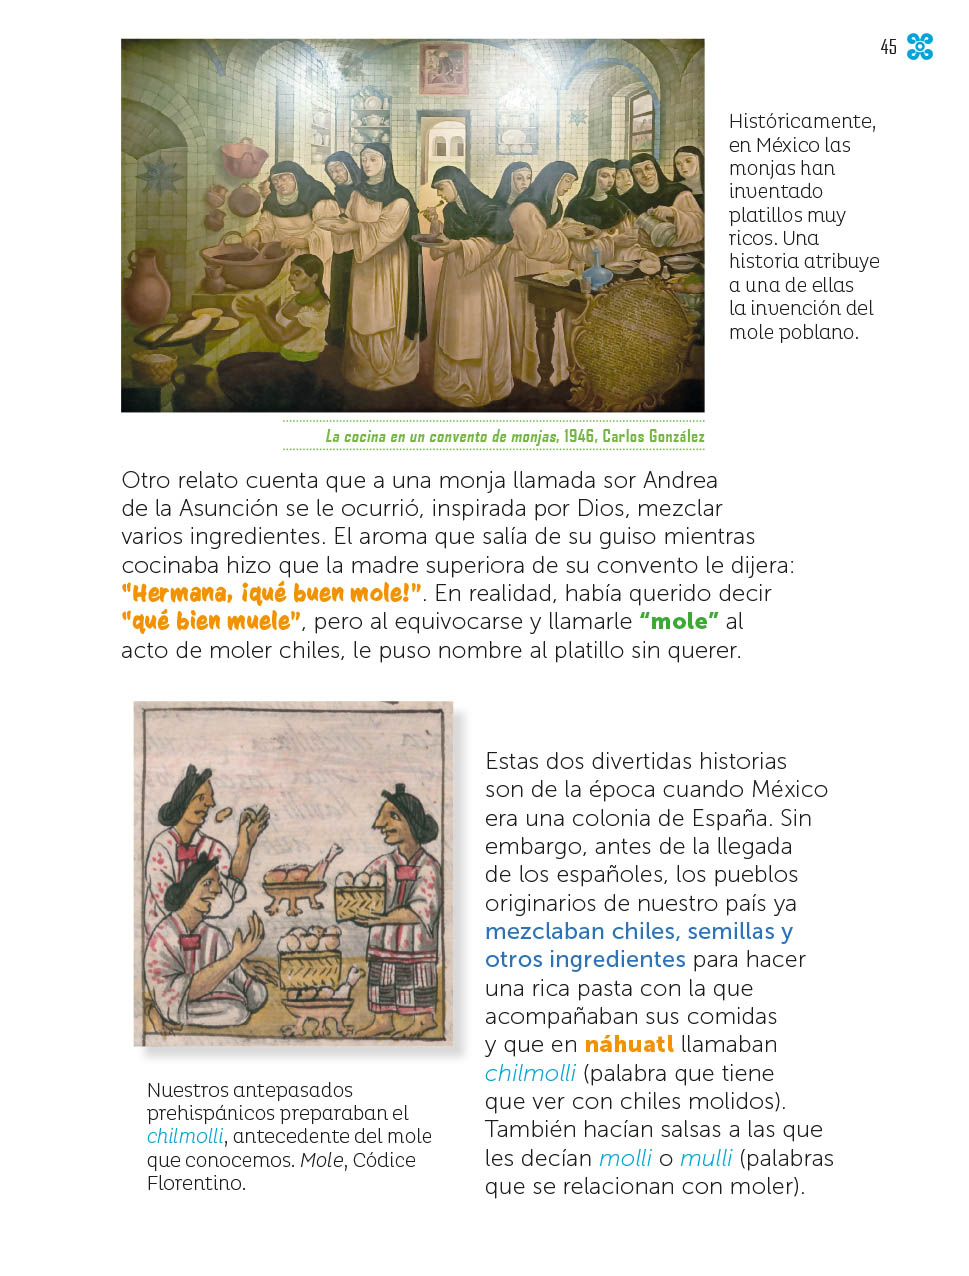 45
Históricamente,
en México las
monjas han
inventado
platillos muy
ricos. Una
historia atribuye
a una de ellas
la invención del
mole poblano.
La cocina en un convento de monjas, 1946, Carlos González
Otro relato cuenta que a una monja llamada sor Andrea
de la Asunción se le ocurrió, inspirada por Dios, mezclar
varios ingredientes. El aroma que salía de su guiso mientras
cocinaba hizo que la madre superiora de su convento le dijera:
“Hermana, ¡qué buen mole!”. En realidad, había querido decir
“qué bien muele”, pero al equivocarse y llamarle “mole” al
acto de moler chiles, le puso nombre al platillo sin querer.
Estas dos divertidas historias
son de la época cuando México
era una colonia de España. Sin
embargo, antes de la llegada
de los españoles, los pueblos
originarios de nuestro país ya
mezclaban chiles, semillas y
otros ingredientes para hacer
una rica pasta con la que
acompañaban sus comidas
y que en náhuatl llamaban
chilmolli (palabra que tiene
que ver con chiles molidos).
También hacían salsas a las que
les decían molli o mulli (palabras
que se relacionan con moler).
Nuestros antepasados
prehispánicos preparaban el
chilmolli, antecedente del mole
que conocemos. Mole, Códice
Florentino.